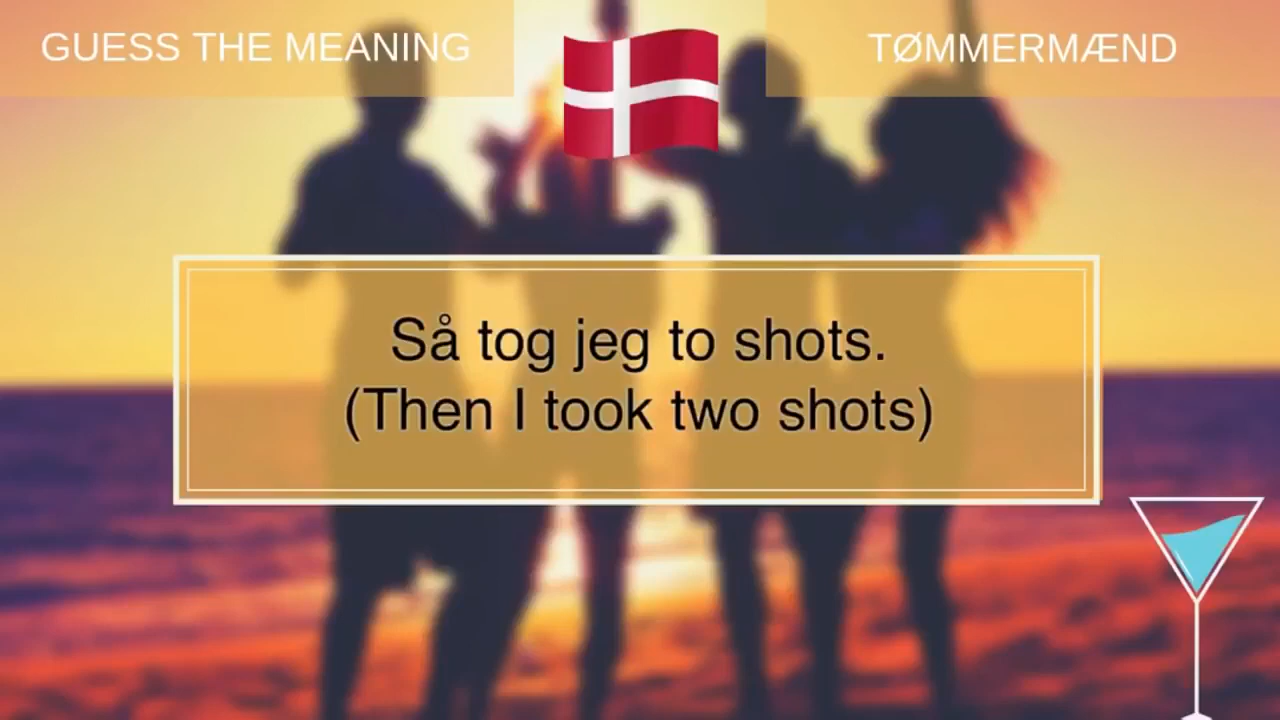 GUESS THE MEANING
TØMMERMÆND
Så tog jeg to shots.
(Then I took two shots)